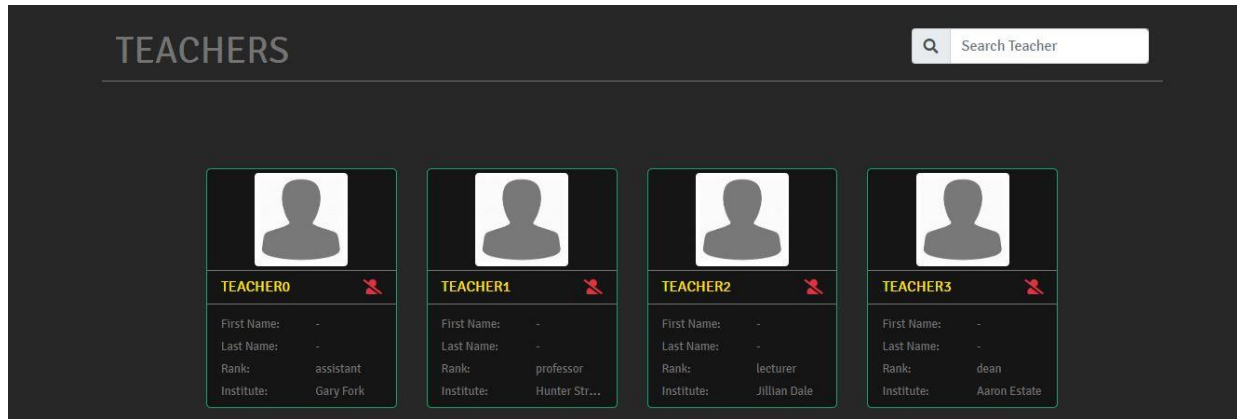 TEACHERS
Search Teacher
TEACHER0
First Name: -
Last Name: -
Rank: assistant
Institute: Gary Fork
TEACHER1
First Name: -
Last Name: -
Rank: professor
Institute: Hunter Str...
TEACHER2
First Name: -
Last Name: -
Rank: lecturer
Institute: Jillian Dale
TEACHER3
First Name: -
Last Name: -
Rank: dean
Institute: Aaron Estate